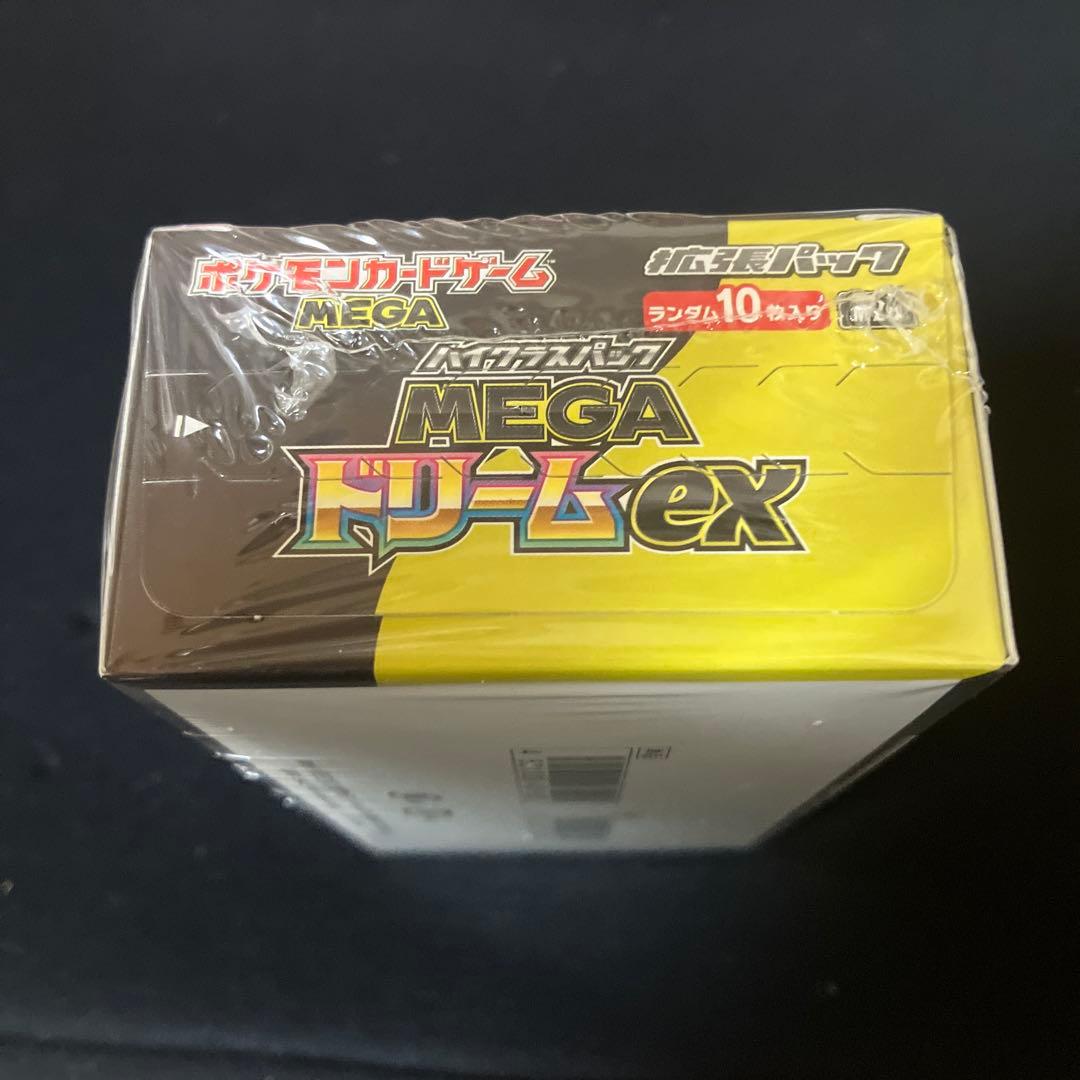 ポケモンカードゲーム
MEGA
拡張パック
ランダム10枚入り
ハイクラスパック
MEGA
ドリームex